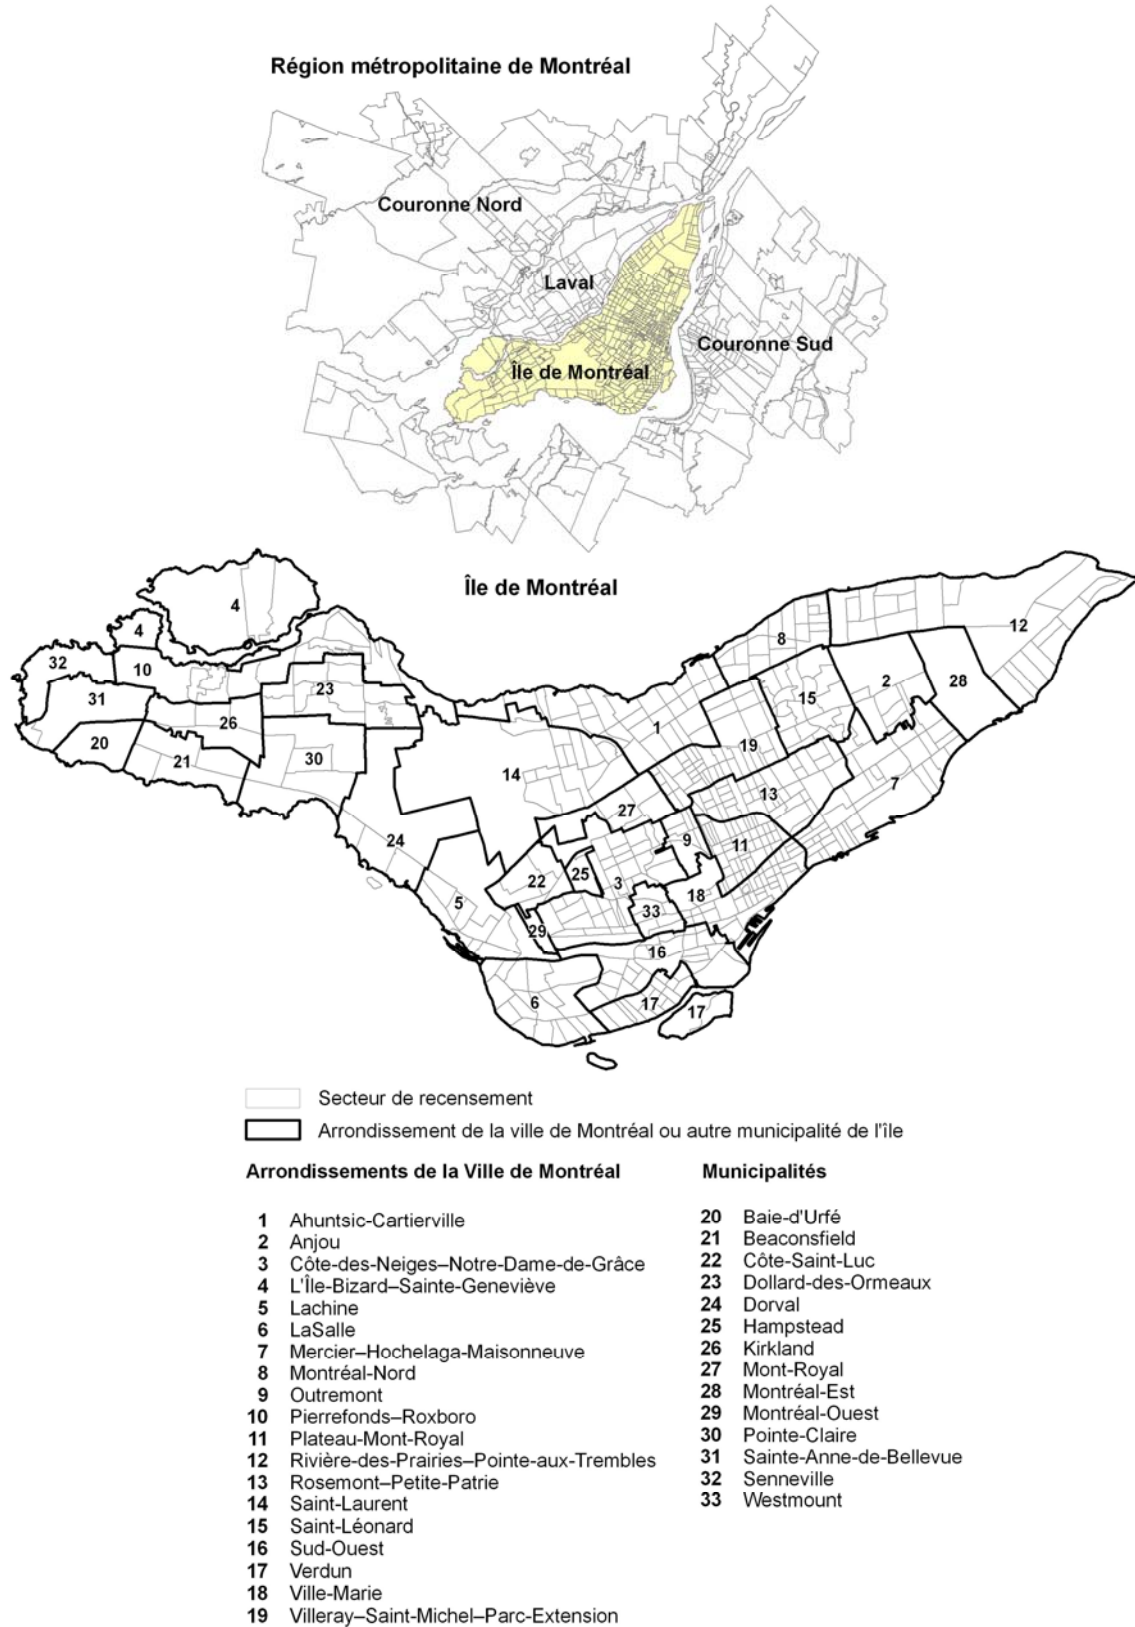 Région métropolitaine de Montréal
Couronne Nord
Laval
Couronne Sud
Île de Montréal
Île de Montréal
4
8
12
4
32
10
23
15
2
28
31
1
26
20
21
30
19
14
7
13
27
24
9
11
22
25
3
18
5
33
29
16
6
17
17
Secteur de recensement
Arrondissement de la ville de Montréal ou autre municipalité de l'île
Arrondissements de la Ville de Montréal
1 Ahuntsic-Cartierville
2 Anjou
3 Côte-des-Neiges–Notre-Dame-de-Grâce
4 L'Île-Bizard–Sainte-Geneviève
5 Lachine
6 LaSalle
7 Mercier–Hochelaga-Maisonneuve
8 Montréal-Nord
9 Outremont
10 Pierrefonds–Roxboro
11 Plateau-Mont-Royal
12 Rivière-des-Prairies–Pointe-aux-Trembles
13 Rosemont–Petite-Patrie
14 Saint-Laurent
15 Saint-Léonard
16 Sud-Ouest
17 Verdun
18 Ville-Marie
19 Villeray–Saint-Michel–Parc-Extension
Municipalités
20 Baie-d'Urfé
21 Beaconsfield
22 Côte-Saint-Luc
23 Dollard-des-Ormeaux
24 Dorval
25 Hampstead
26 Kirkland
27 Mont-Royal
28 Montréal-Est
29 Montréal-Ouest
30 Pointe-Claire
31 Sainte-Anne-de-Bellevue
32 Senneville
33 Westmount